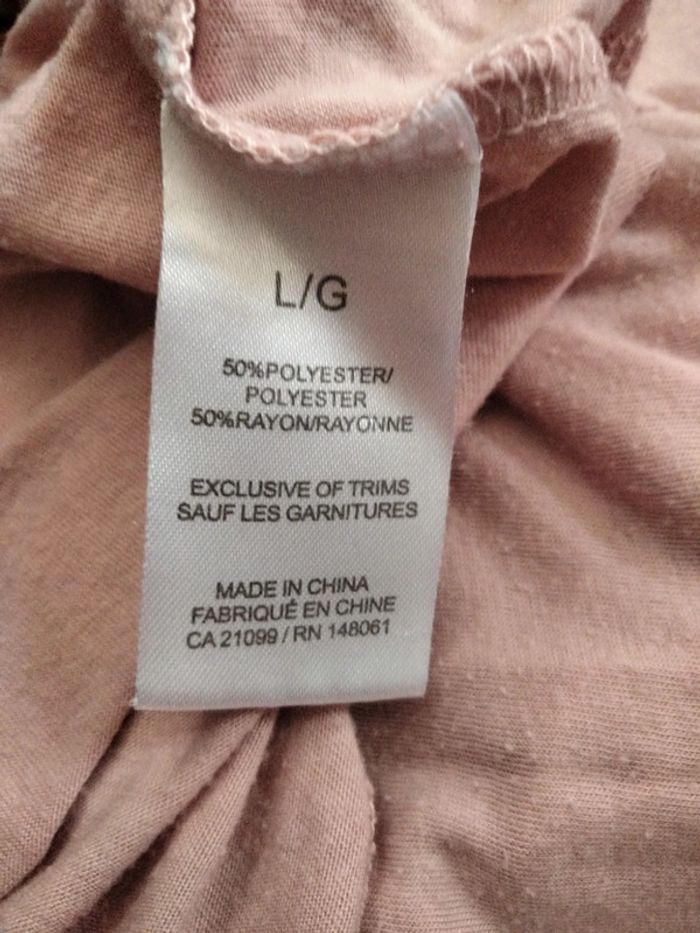 L/G
50%POLYESTER/
POLYESTER
50%RAYON/RAYONNE
EXCLUSIVE OF TRIMS
SAUF LES GARNITURES
MADE IN CHINA
FABRIQUÉ EN CHINE
CA 21099 / RN 148061